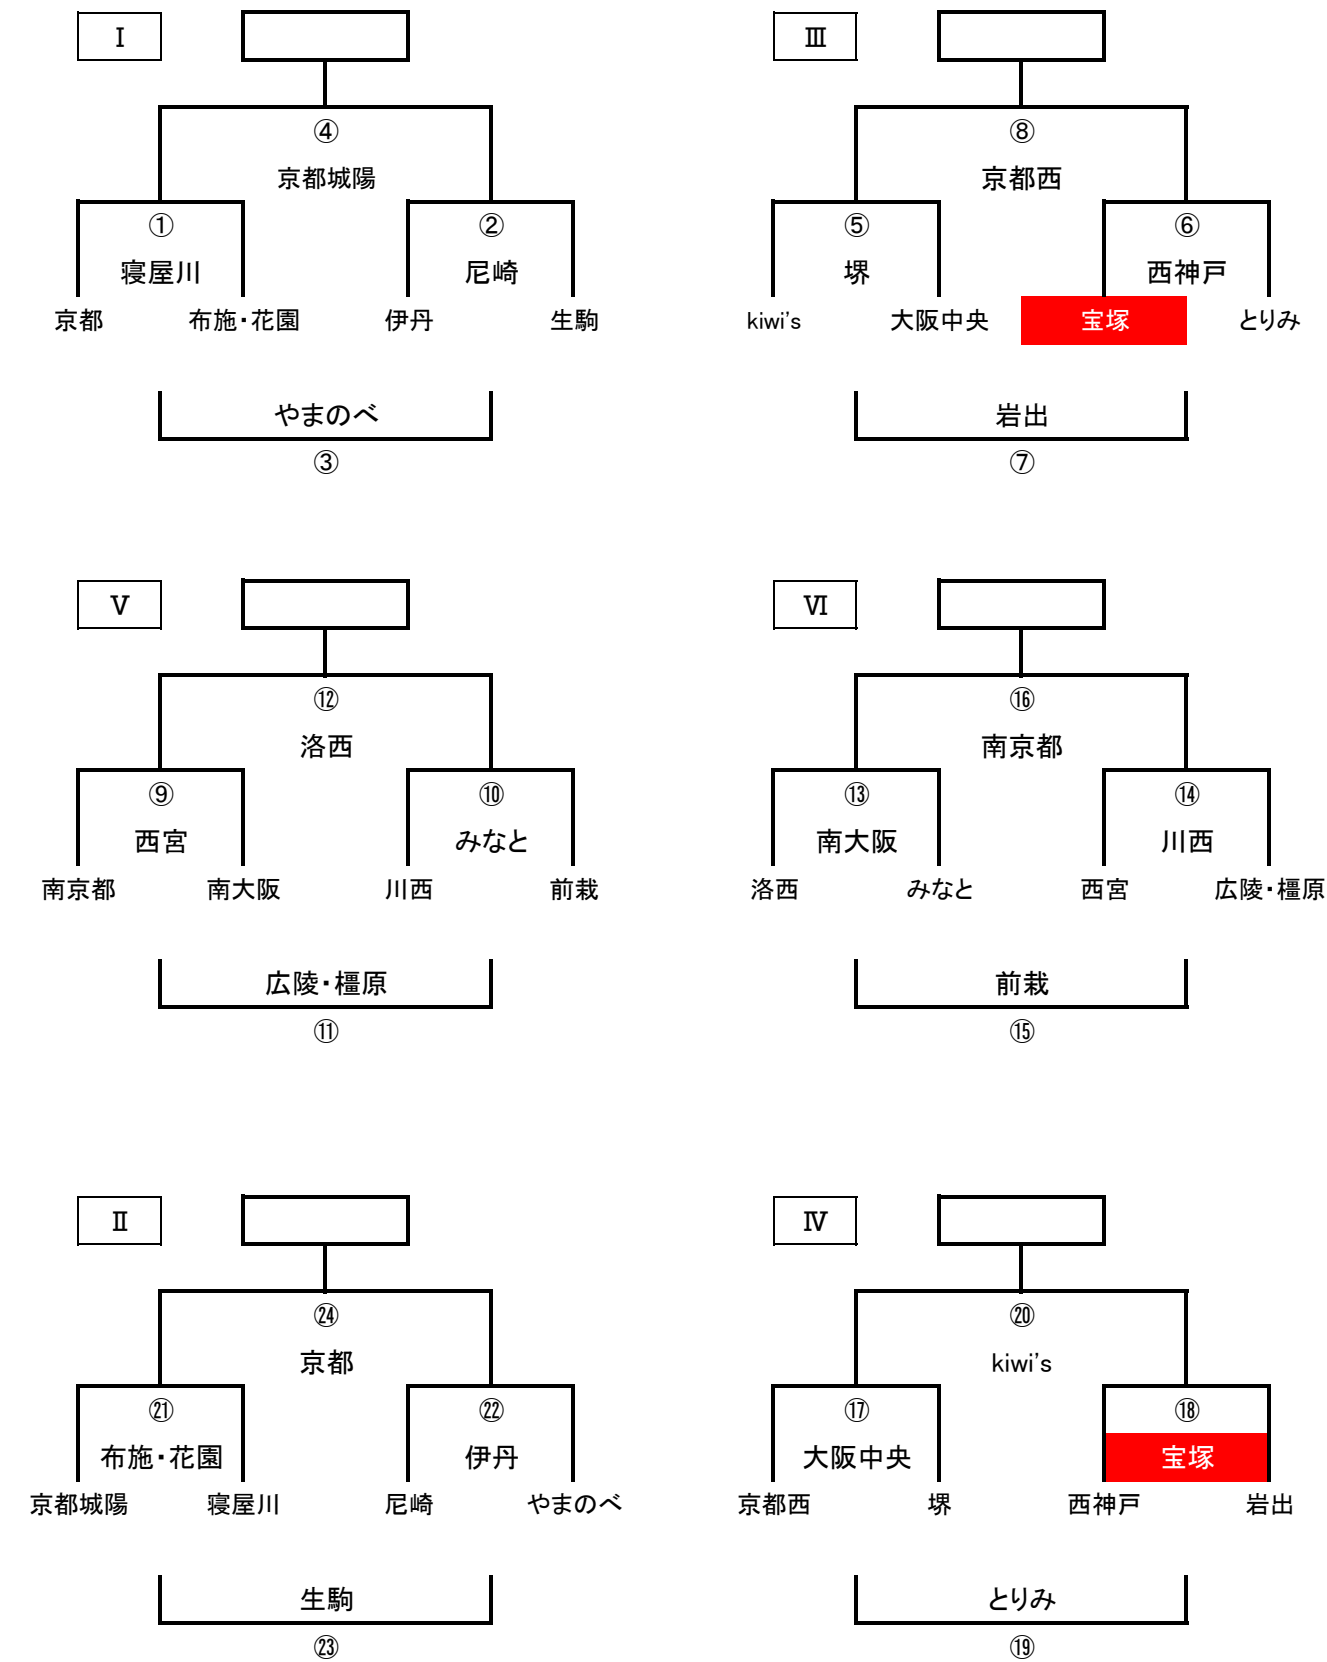 Ⅰ
④
京都城陽
① ②
寝屋川 尼崎
京都 布施・花園 伊丹 生駒
やまのべ
③
Ⅲ
⑧
京都西
⑤ ⑥
堺 西神戸
kiwi's 大阪中央 宝塚 とりみ
岩出
⑦
Ⅴ
⑫
洛西
⑨ ⑩
西宮 みなと
南京都 南大阪 川西 前栽
広陵・橿原
⑪
Ⅵ
⑯
南京都
⑬ ⑭
南大阪 川西
洛西 みなと 西宮 広陵・橿原
前栽
⑮
Ⅱ
㉔
京都
㉑ ㉒
布施・花園 伊丹
京都城陽 寝屋川 尼崎 やまのべ
生駒
㉓
Ⅳ
⑳
kiwi's
⑰ ⑱
大阪中央 宝塚
京都西 堺 西神戸 岩出
とりみ
⑲